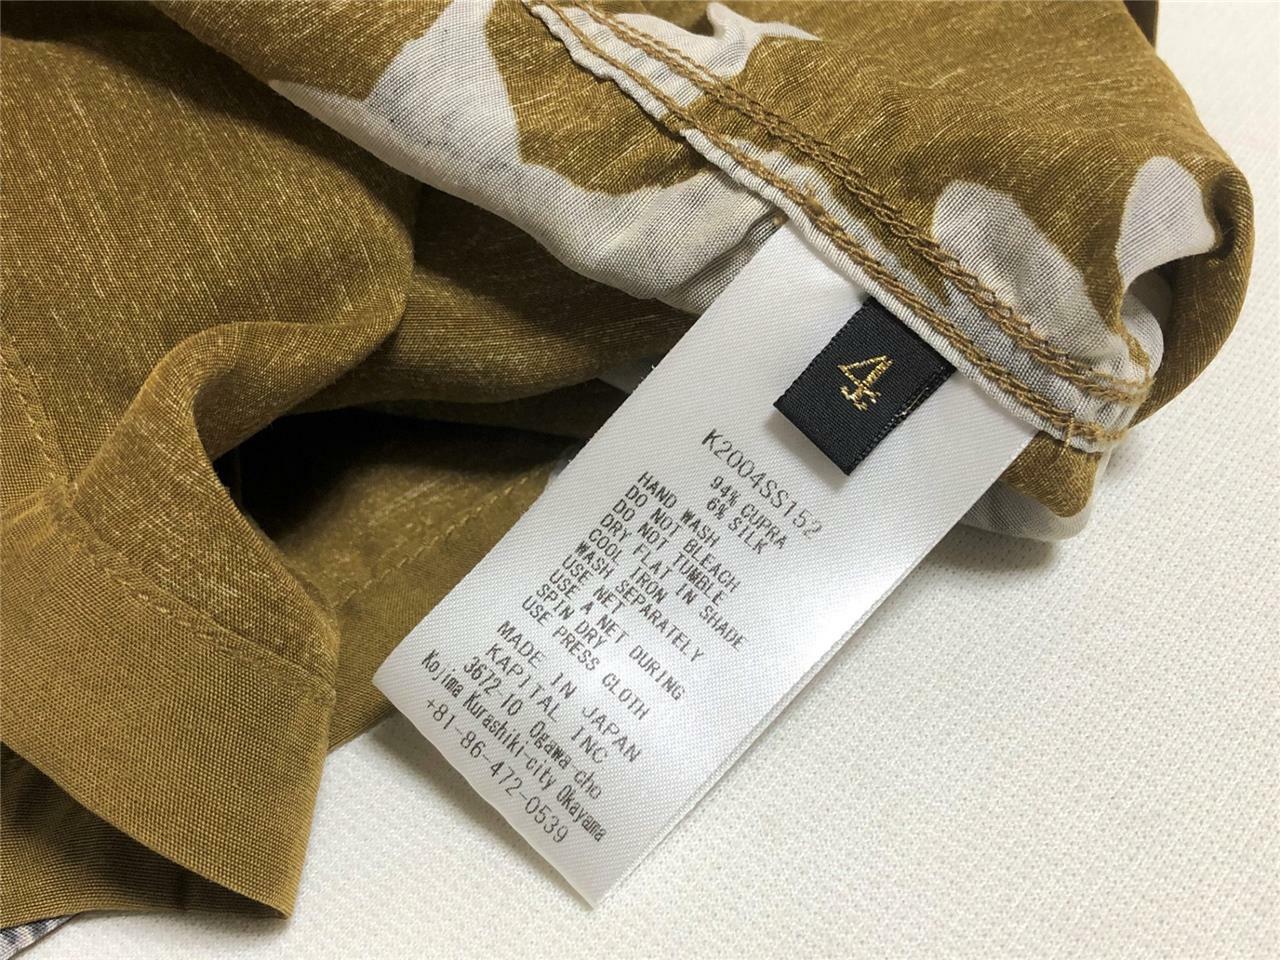 4
K2004SS152
94% CUPRA
6% SILK
HAND WASH
DO NOT BLEACH
DO NOT TUMBLE
DRY FLAT IN SHADE
COOL IRON
WASH SEPARATELY
USE NET
USE A NET DURING
SPIN DRY
USE PRESS CLOTH
MADE IN JAPAN
KAPITAL INC
3672-10 Ogawa-cho
Kojima Kurashiki-city Okayama
+81-86-472-0539